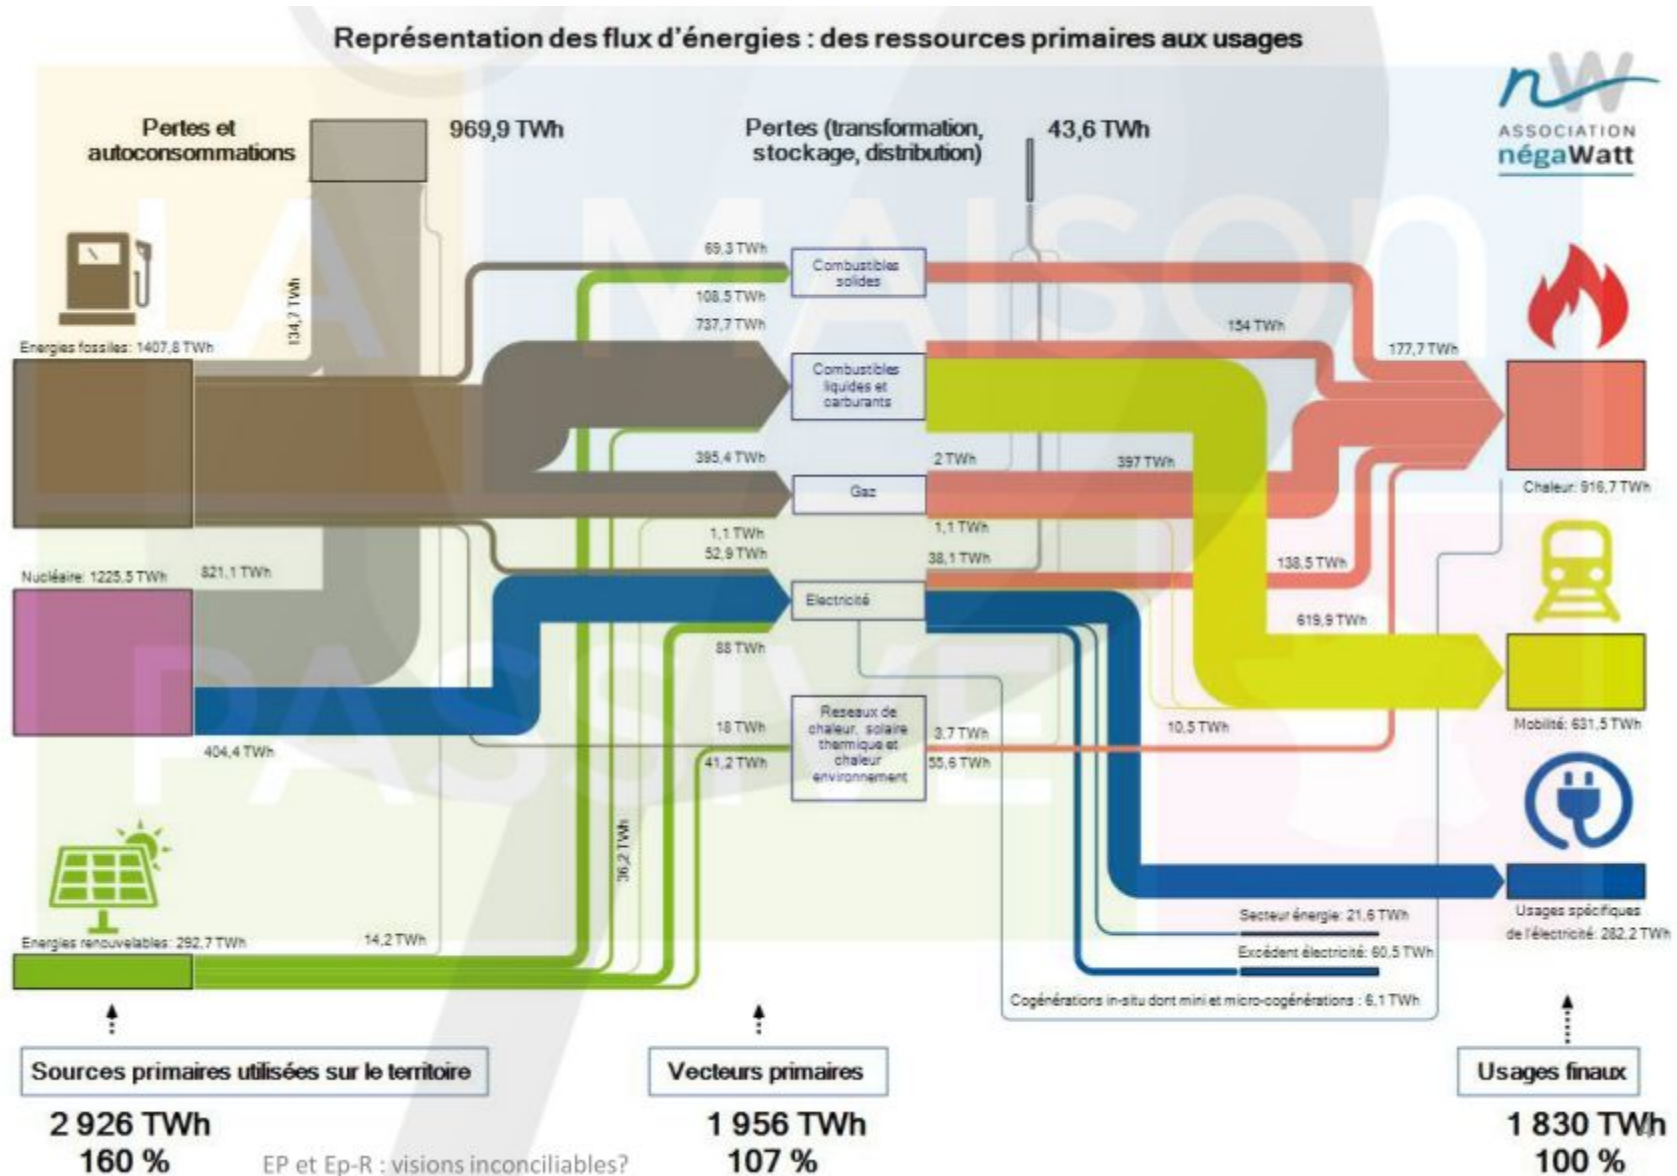 Représentation des flux d'énergies : des ressources primaires aux usages
nW
ASSOCIATION
négaWatt
Pertes et
autoconsommations
969,9 TWh
Pertes (transformation,
stockage, distribution)
43,6 TWh
LA MAISON
PASSIVE
134,7 TWh
Energies fossiles: 1407,8 TWh
69,3 TWh
108,5 TWh
737,7 TWh
Combustibles
solides
154 TWh
177,7 TWh
Combustibles
liquides et
carburants
395,4 TWh
2 TWh
397 TWh
Gaz
Chaleur: 916,7 TWh
1,1 TWh
1,1 TWh
52,9 TWh
38,1 TWh
138,5 TWh
Nucléaire: 1225,5 TWh
821,1 TWh
Electricité
619,9 TWh
88 TWh
404,4 TWh
18 TWh
41,2 TWh
Reseaux de
chaleur, solaire
thermique et
chaleur
environnement
3,7 TWh
55,6 TWh
10,5 TWh
Mobilité: 631,5 TWh
36,2 TWh
Energies renouvelables: 292,7 TWh
14,2 TWh
Secteur énergie: 21,6 TWh
Excédent électricité: 60,5 TWh
Usages spécifiques
de l'électricité: 282,2 TWh
Cogénérations in-situ dont mini et micro-cogénérations : 6,1 TWh
Sources primaires utilisées sur le territoire
2 926 TWh
160 %
Vecteurs primaires
1 956 TWh
107 %
Usages finaux
1 830 TWh
100 %
4
EP et Ep-R : visions inconciliables?